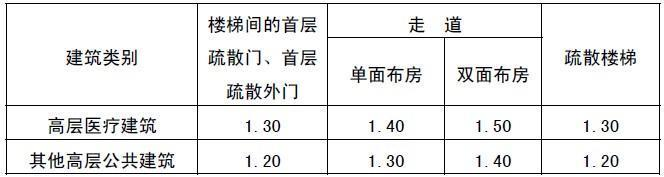 建筑类别
楼梯间的首层
疏散门、首层
疏散外门
走 道
单面布房 双面布房
疏散楼梯
高层医疗建筑 1.30 1.40 1.50 1.30
其他高层公共建筑 1.20 1.30 1.40 1.20